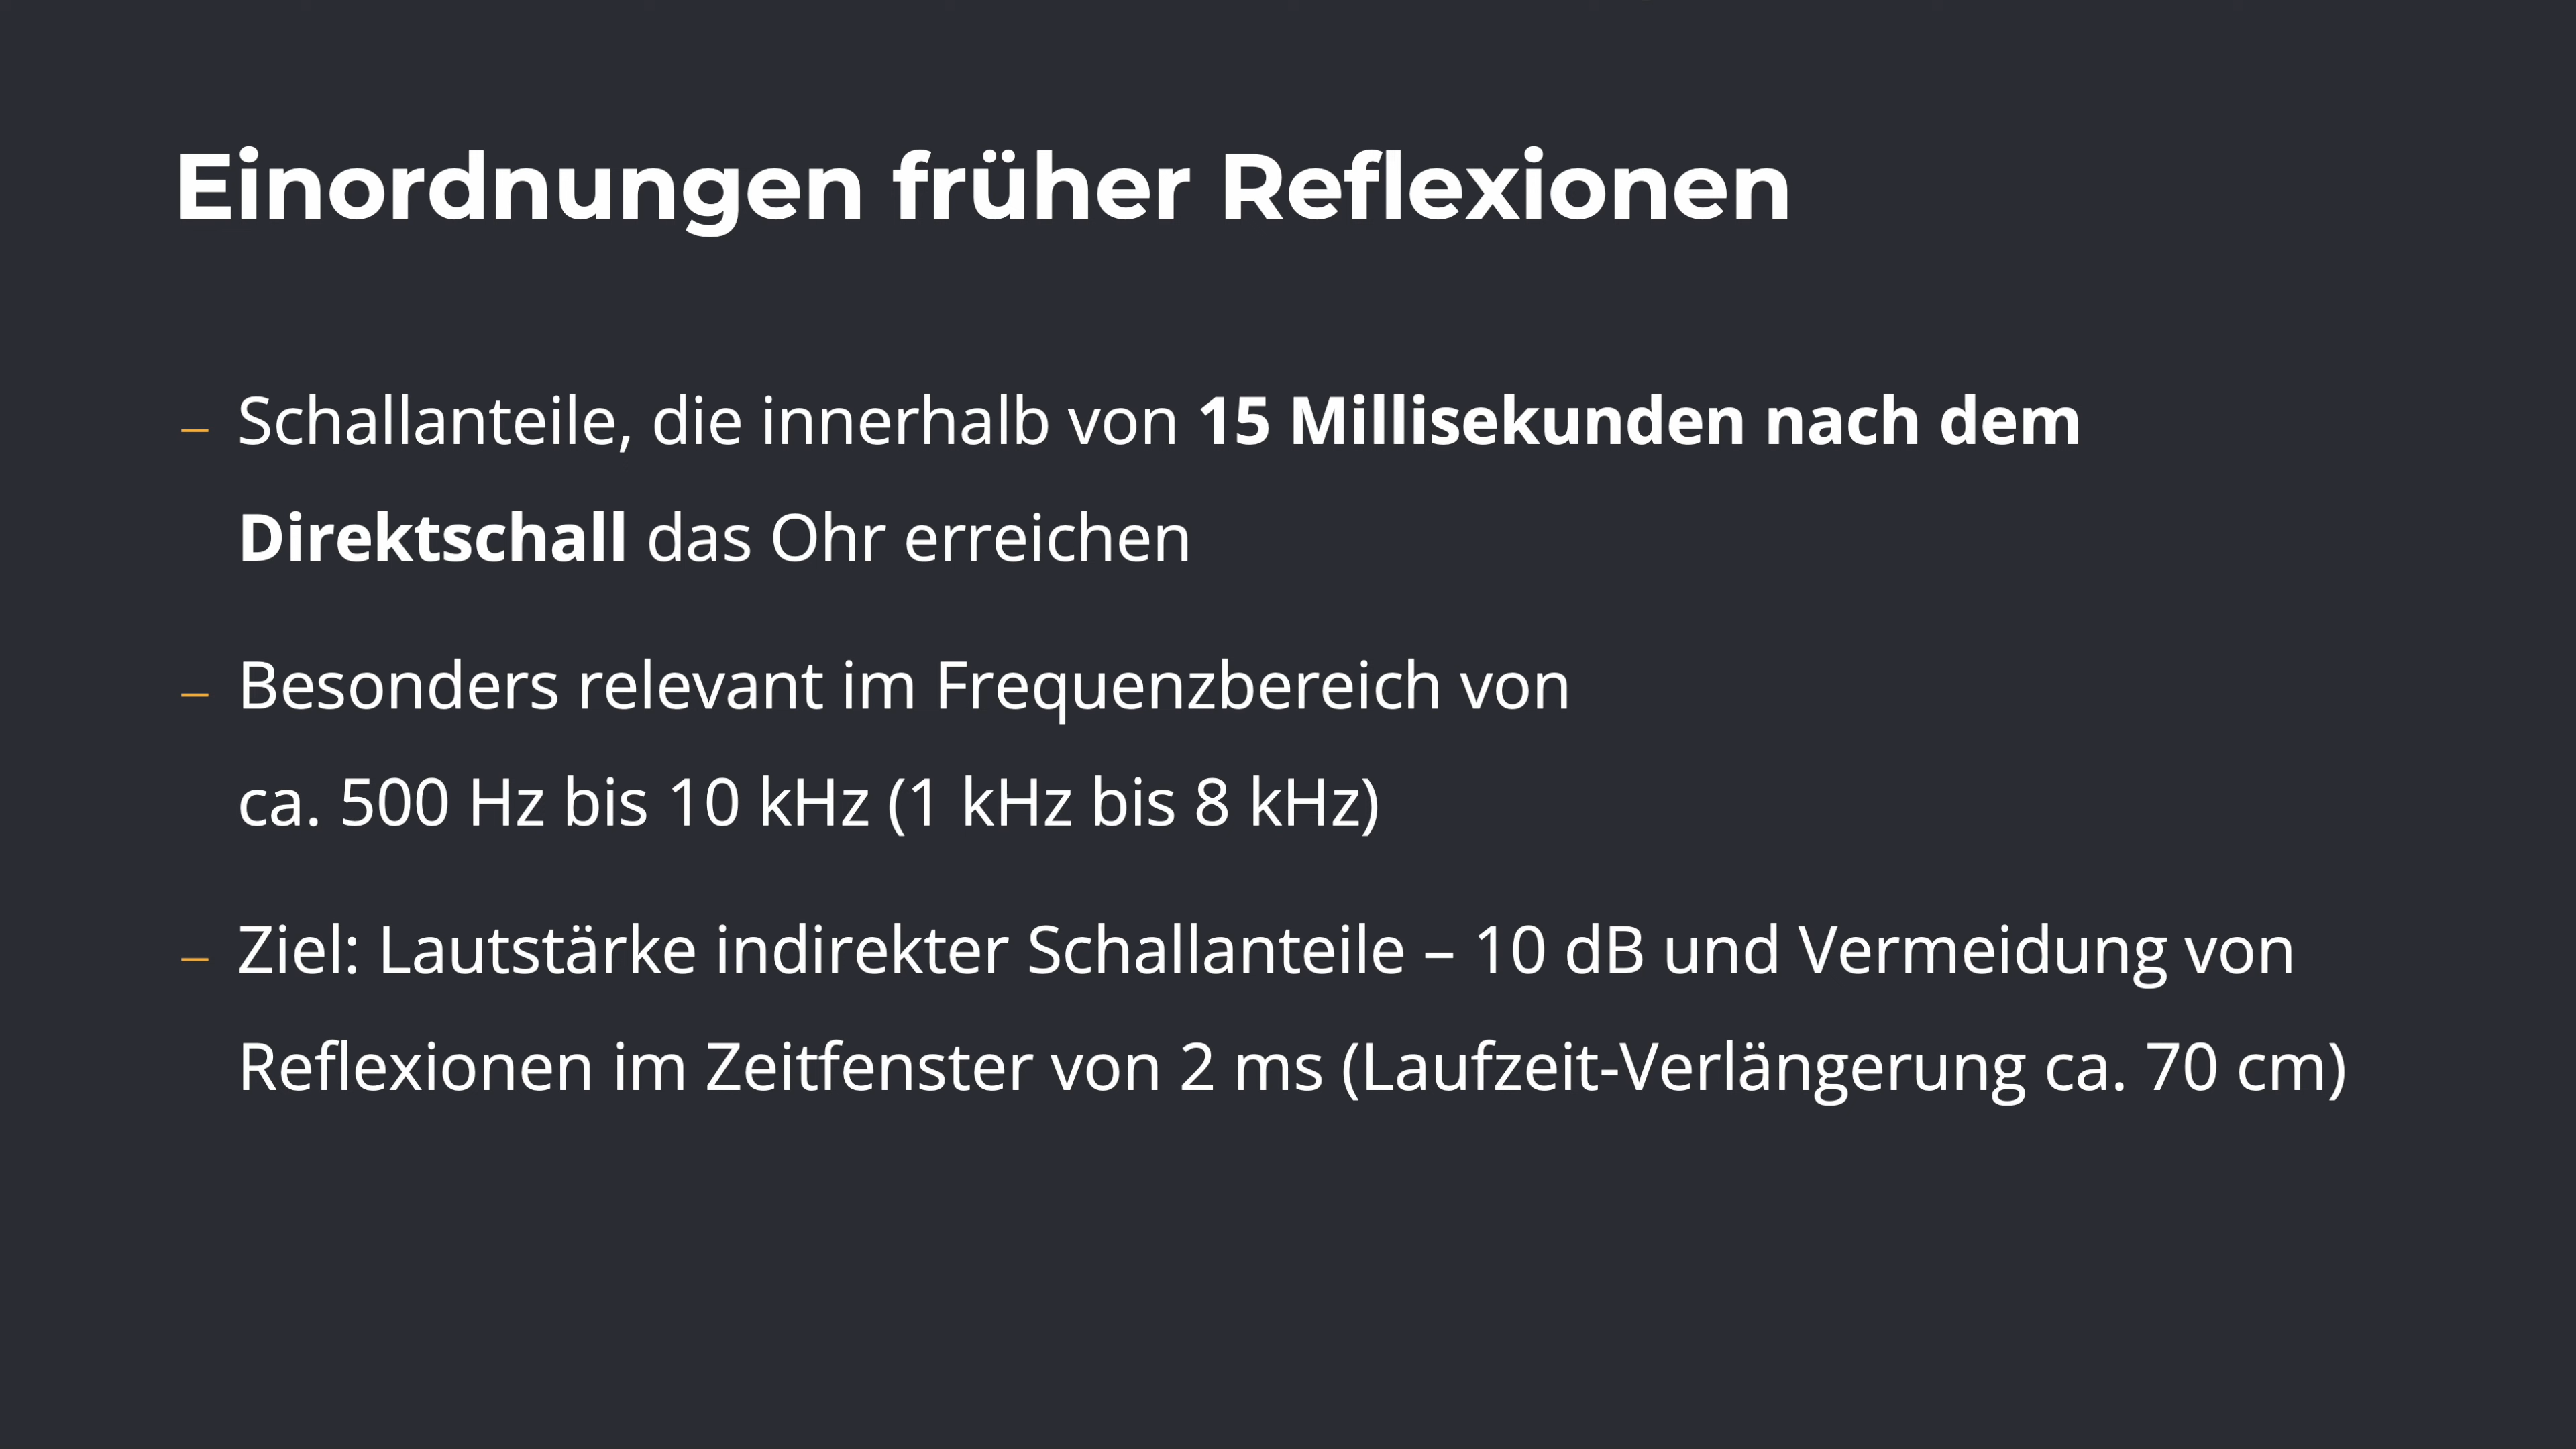 Einordnungen früher Reflexionen
– Schallanteile, die innerhalb von 15 Millisekunden nach dem
Direktschall das Ohr erreichen
– Besonders relevant im Frequenzbereich von
ca. 500 Hz bis 10 kHz (1 kHz bis 8 kHz)
– Ziel: Lautstärke indirekter Schallanteile – 10 dB und Vermeidung von
Reflexionen im Zeitfenster von 2 ms (Laufzeit-Verlängerung ca. 70 cm)